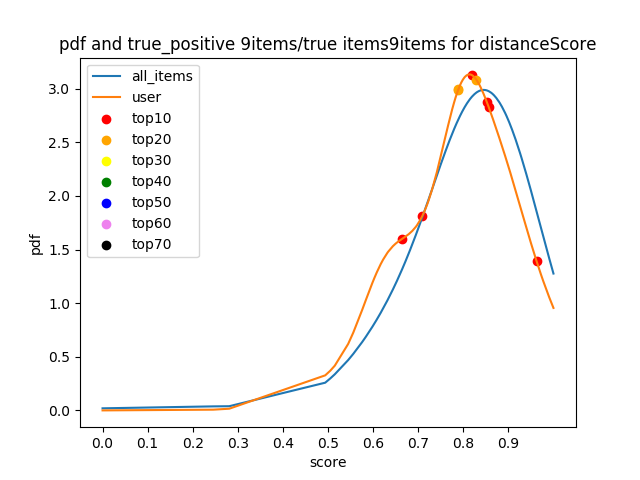 pdf and true_positive 9items/true items9items for distanceScore
all_items
user
top10
top20
top30
top40
top50
top60
top70
pdf
3.0
2.5
2.0
1.5
1.0
0.5
0.0
0.0 0.1 0.2 0.3 0.4 0.5 0.6 0.7 0.8 0.9
score